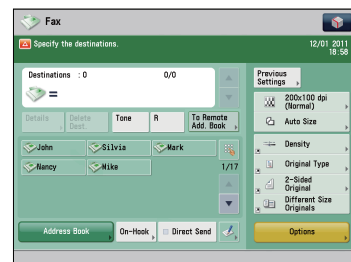 Fax
Specify the destinations.
12/01 2011
18:58
Destinations : 0
0/0
Previous
Settings
=
200x100 dpi
(Normal)
Details
Delete
Dest.
Tone
R
To Remote
Add. Book
Auto Size
John
Silvia
Mark
Density
Nancy
Mike
1/17
Original Type
2-Sided
Original
Different Size
Originals
Address Book
On-Hook
Direct Send
Options